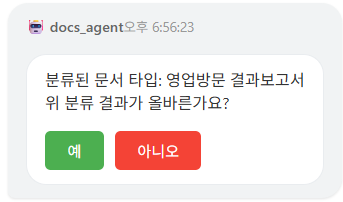 docs_agent오후 6:56:23
분류된 문서 타입: 영업방문 결과보고서
위 분류 결과가 올바른가요?
예 아니오